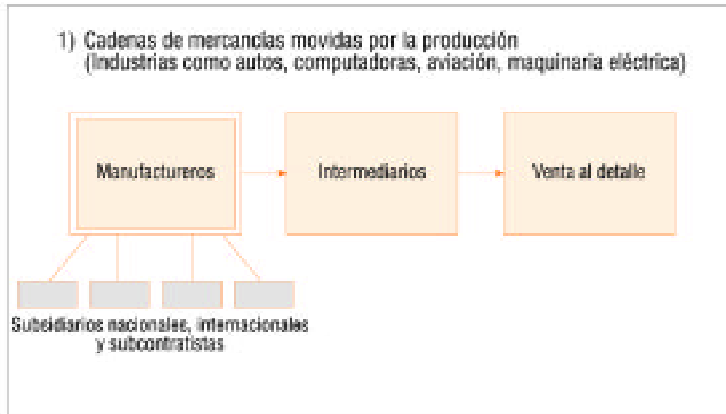 1) Cadenas de mercancías movidas por la producción
(Industrias como autos, computadoras, aviación, maquinaria eléctrica)
Manufactureros
Intermediarios
Venta al detalle
Subsidiarios nacionales, internacionales
y subcontratistas